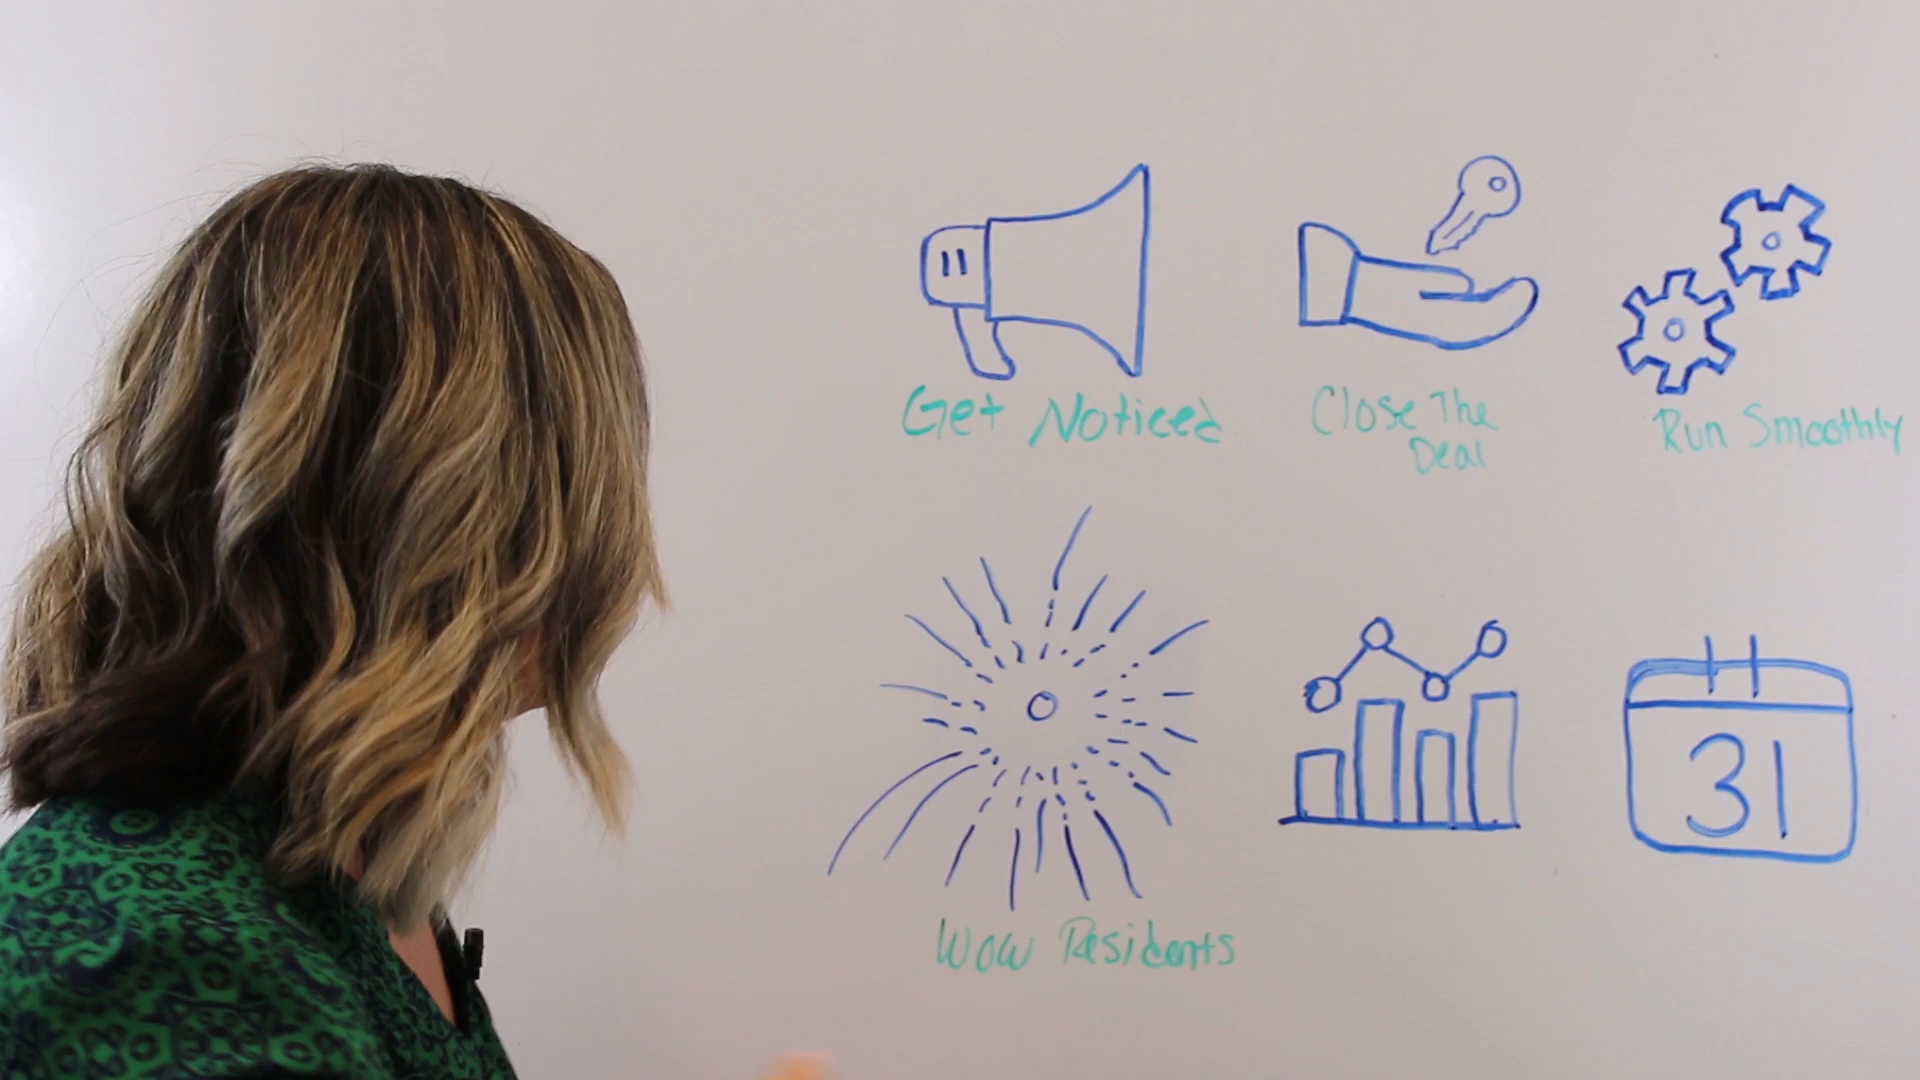 Get Noticed
Close The
Deal
Run Smoothly
Wow Residents
31